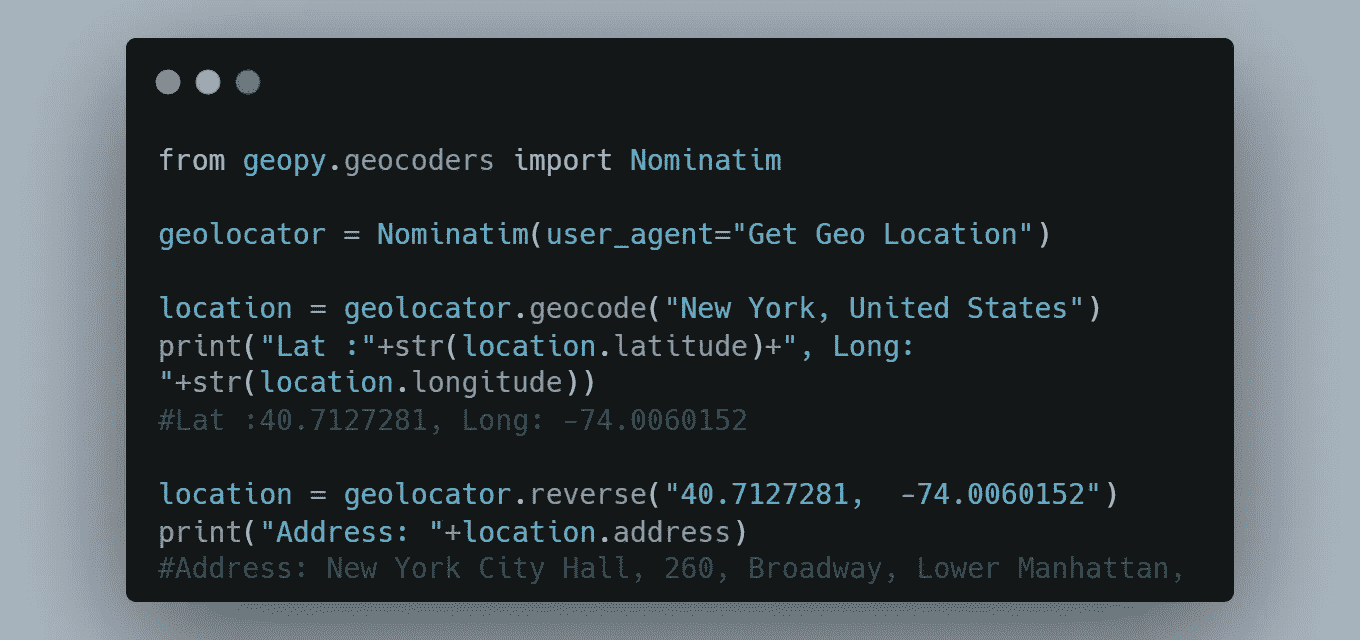 from geopy.geocoders import Nominatim
geolocator = Nominatim(user_agent="Get Geo Location")
location = geolocator.geocode("New York, United States")
print("Lat :"+str(location.latitude)+", Long:
"+str(location.longitude))
#Lat :40.7127281, Long: -74.0060152
location = geolocator.reverse("40.7127281,  -74.0060152")
print("Address: "+location.address)
#Address: New York City Hall, 260, Broadway, Lower Manhattan,